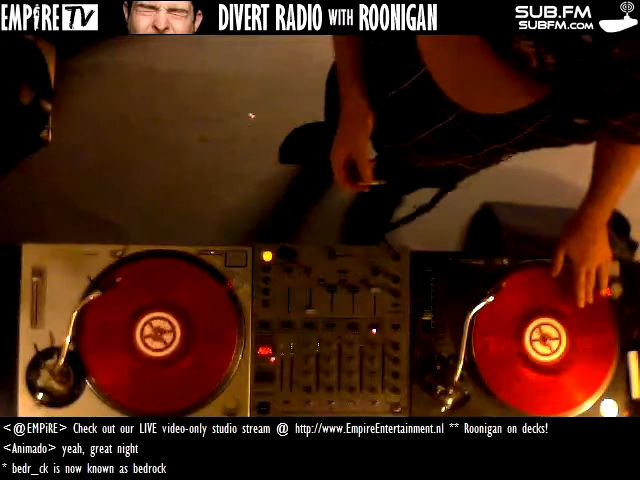 EMPiRE TV
DIVERT RADIO WITH ROONIGAN
SUB.FM
SUBFM.COM
<@EMPiRE> Check out our LIVE video-only studio stream @ http://www.EmpireEntertainment.nl ** Roonigan on decks!
<Animado> yeah, great night
* bedr_ck is now known as bedrock